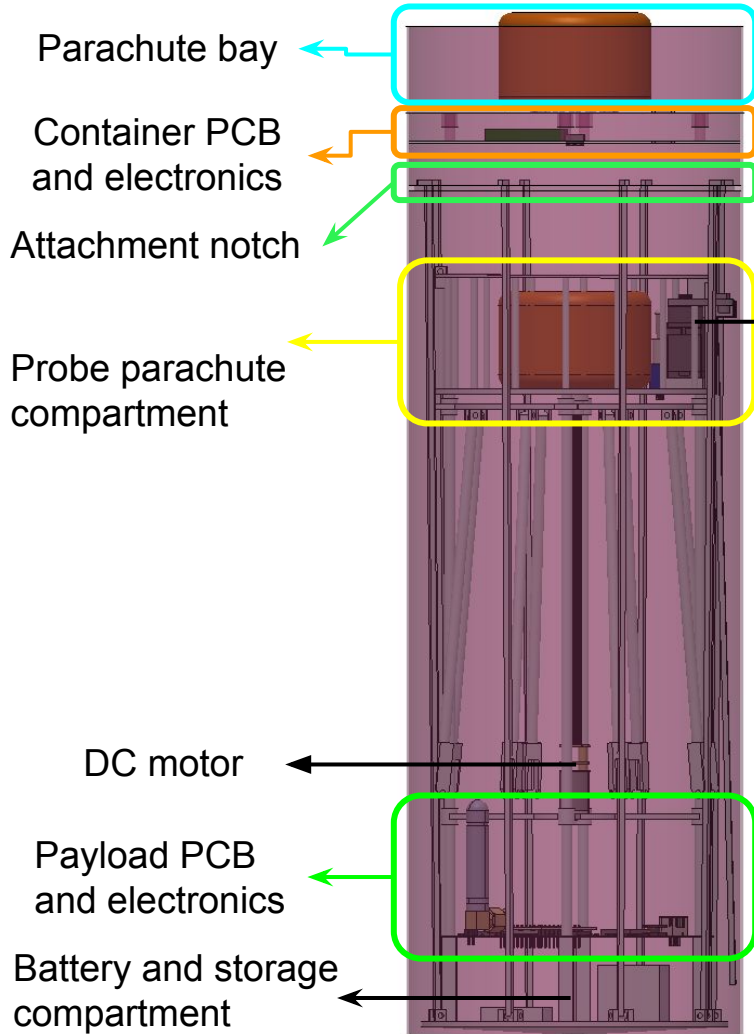 Parachute bay
Container PCB
and electronics
Attachment notch
Probe parachute
compartment
DC motor
Payload PCB
and electronics
Battery and storage
compartment